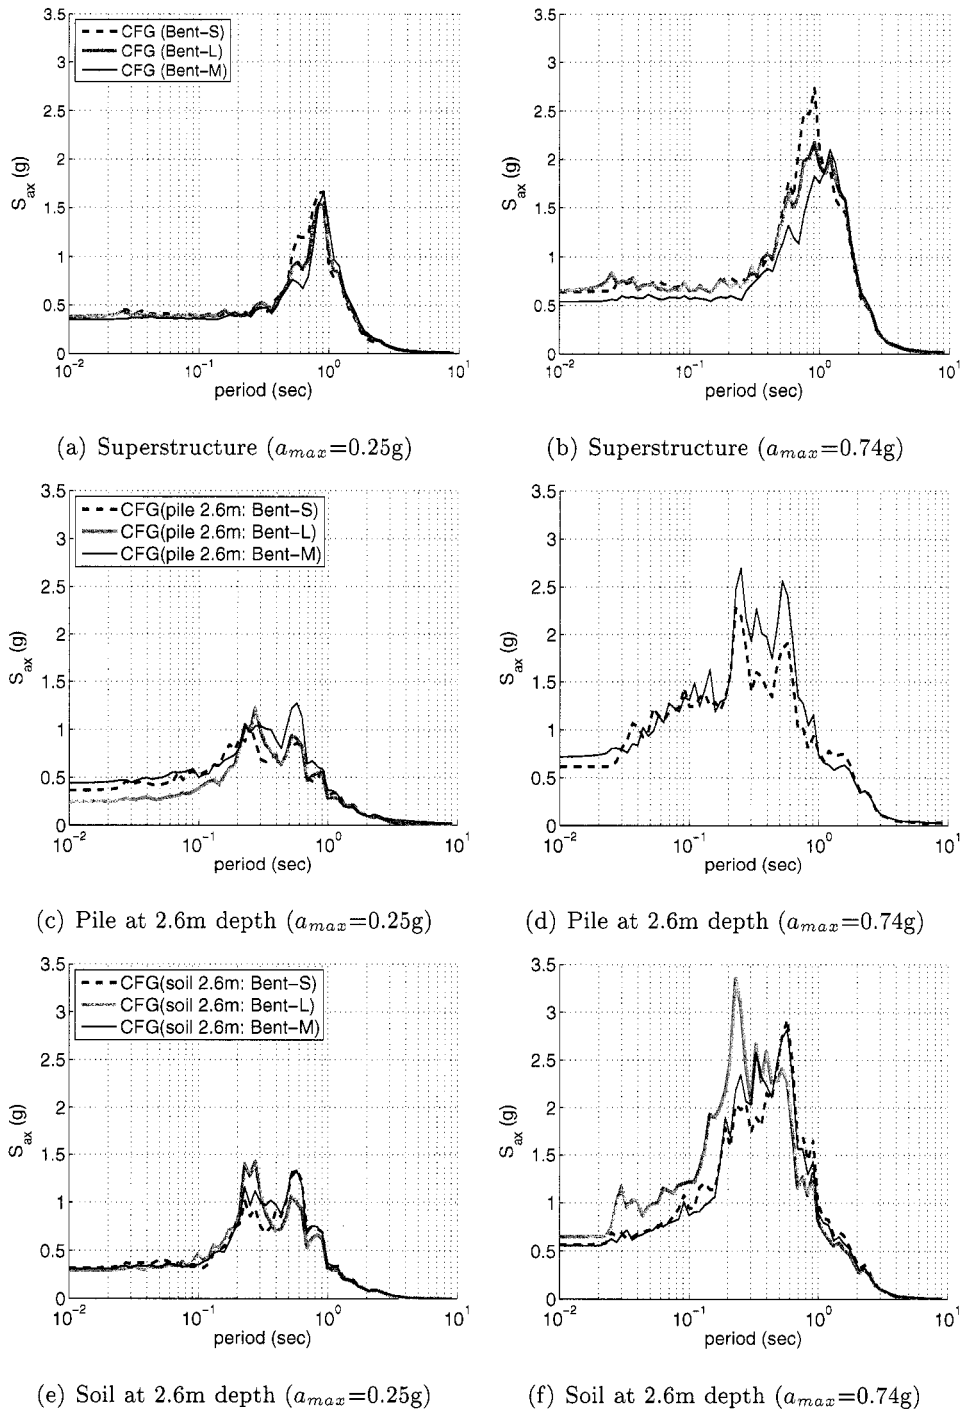 3.5
3
2.5
2
1.5
1
0.5
0
S_ax (g)
CFG (Bent−S)
CFG (Bent−L)
CFG (Bent−M)
10^-2 10^-1 10^0 10^1
period (sec)
(a) Superstructure (a_max=0.25g)
3.5
3
2.5
2
1.5
1
0.5
0
S_ax (g)
10^-2 10^-1 10^0 10^1
period (sec)
(b) Superstructure (a_max=0.74g)
3.5
3
2.5
2
1.5
1
0.5
0
S_ax (g)
CFG(pile 2.6m: Bent−S)
CFG(pile 2.6m: Bent−L)
CFG(pile 2.6m: Bent−M)
10^-2 10^-1 10^0 10^1
period (sec)
(c) Pile at 2.6m depth (a_max=0.25g)
3.5
3
2.5
2
1.5
1
0.5
0
S_ax (g)
10^-2 10^-1 10^0 10^1
period (sec)
(d) Pile at 2.6m depth (a_max=0.74g)
3.5
3
2.5
2
1.5
1
0.5
0
S_ax (g)
CFG(soil 2.6m: Bent−S)
CFG(soil 2.6m: Bent−L)
CFG(soil 2.6m: Bent−M)
10^-2 10^-1 10^0 10^1
period (sec)
(e) Soil at 2.6m depth (a_max=0.25g)
3.5
3
2.5
2
1.5
1
0.5
0
S_ax (g)
10^-2 10^-1 10^0 10^1
period (sec)
(f) Soil at 2.6m depth (a_max=0.74g)